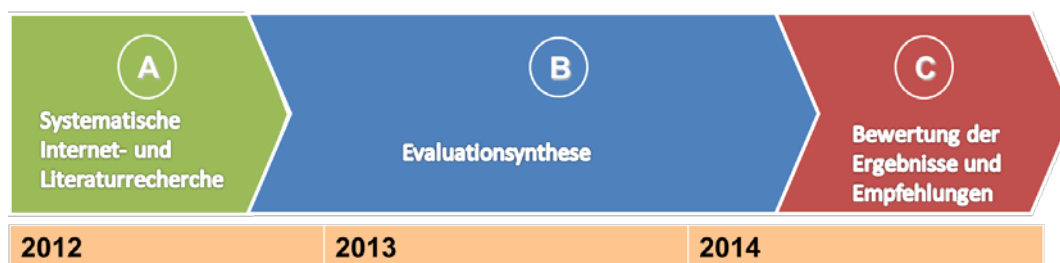 A
Systematische
Internet- und
Literaturrecherche
B
Evaluationsynthese
C
Bewertung der
Ergebnisse und
Empfehlungen
2012 2013 2014